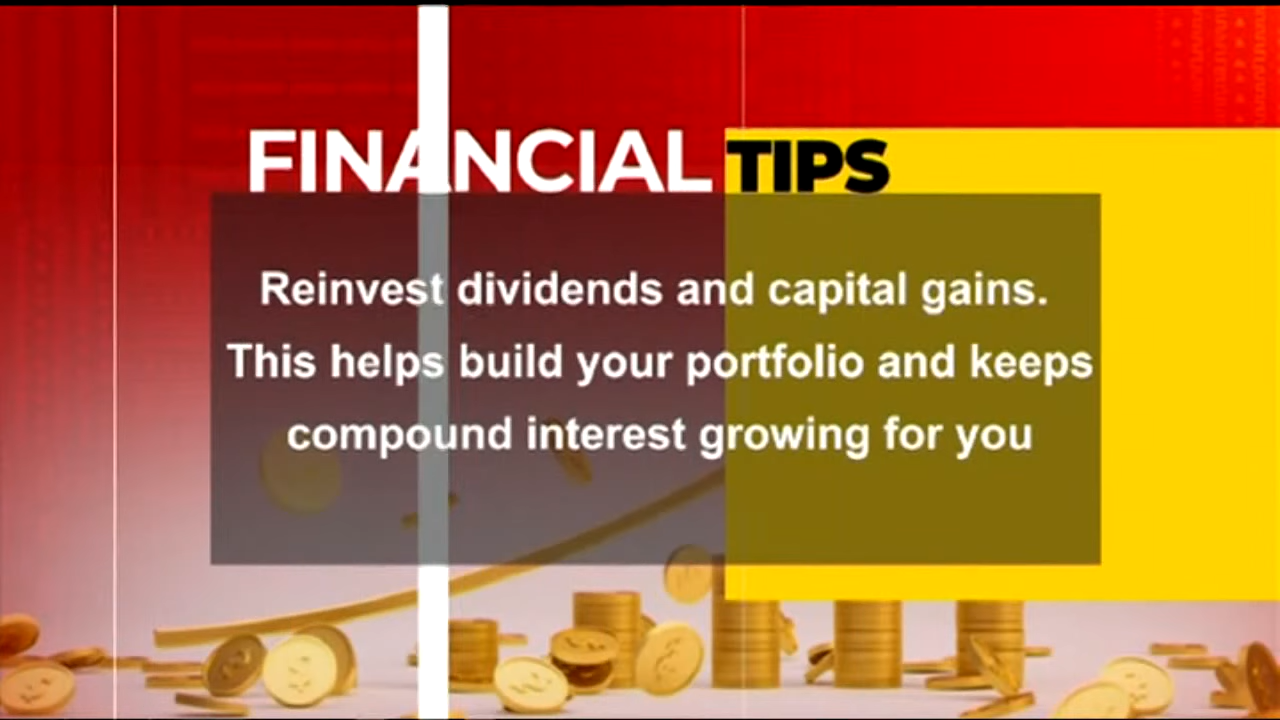 FINANCIAL TIPS
Reinvest dividends and capital gains.
This helps build your portfolio and keeps
compound interest growing for you